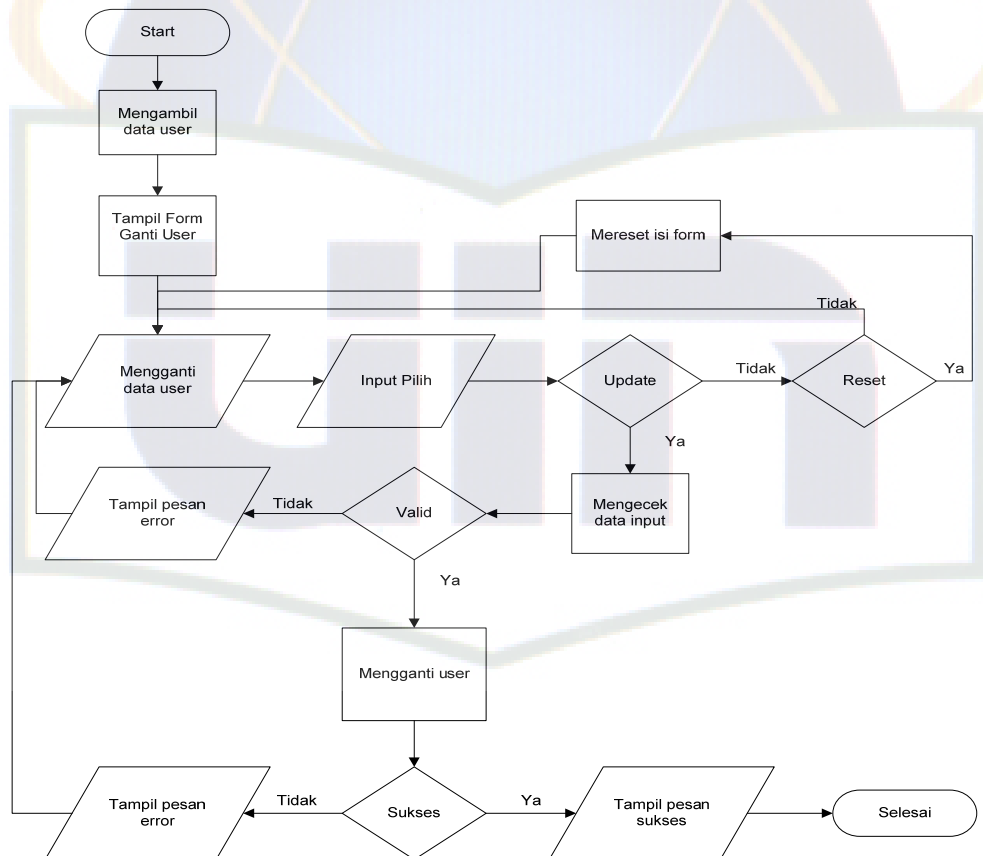 Start
Mengambil
data user
Tampil Form
Ganti User
Mereset isi form
Tidak
Mengganti
data user
Input Pilih
Update
Tidak
Reset
Ya
Ya
Tampil pesan
error
Tidak
Valid
Mengecek
data input
Ya
Mengganti user
Tampil pesan
error
Tidak
Sukses
Ya
Tampil pesan
sukses
Selesai
uin